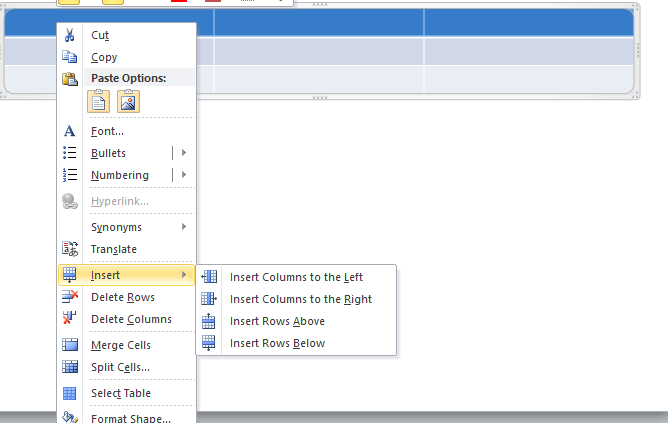 Cut
Copy
Paste Options:
Font...
Bullets
Numbering
Hyperlink...
Synonyms
Translate
Insert
Insert Columns to the Left
Delete Rows
Insert Columns to the Right
Delete Columns
Insert Rows Above
Merge Cells
Insert Rows Below
Split Cells...
Select Table
Format Shape...